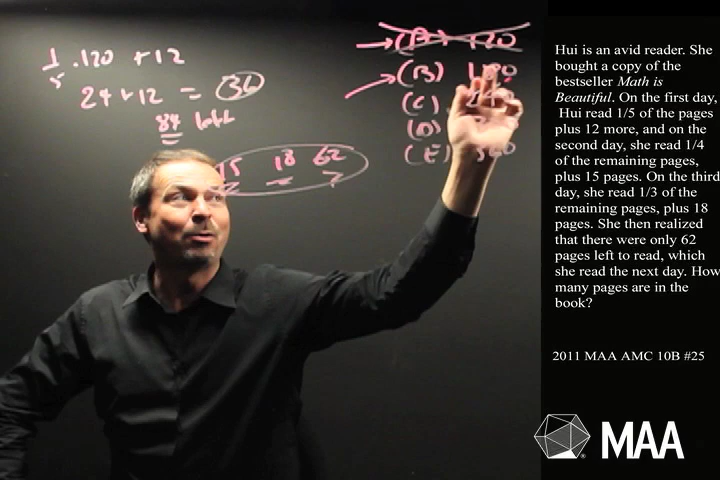 1/5 . 120 + 12
24 + 12 = 36
84 left
15 18 62
(A) 120
(B) 180
(C) 240
(D)
(E) 360
Hui is an avid reader. She
bought a copy of the
bestseller Math is
Beautiful. On the first day,
Hui read 1/5 of the pages
plus 12 more, and on the
second day, she read 1/4
of the remaining pages,
plus 15 pages. On the third
day, she read 1/3 of the
remaining pages, plus 18
pages. She then realized
that there were only 62
pages left to read, which
she read the next day. How
many pages are in the
book?
2011 MAA AMC 10B #25
MAA